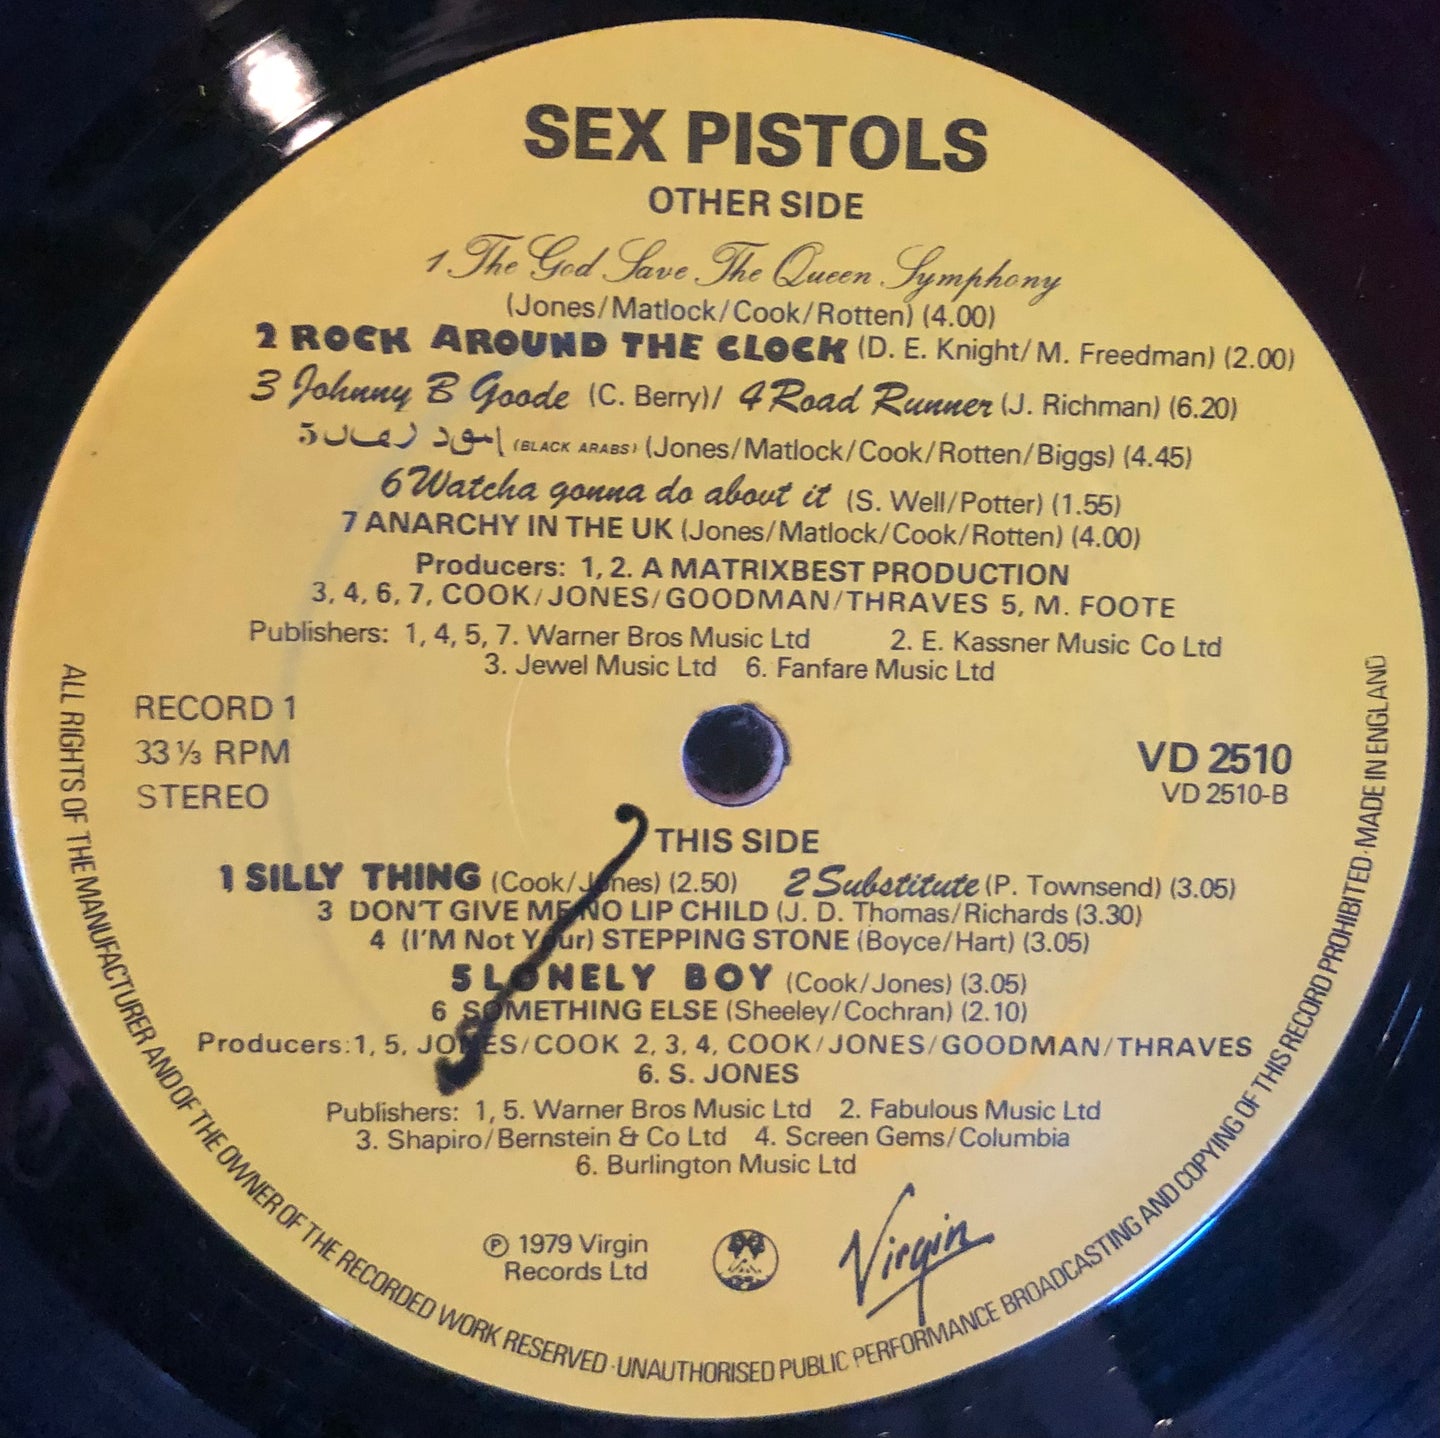 SEX PISTOLS
OTHER SIDE
1 The God Save The Queen Symphony
(Jones/Matlock/Cook/Rotten) (4.00)
2 ROCK AROUND THE CLOCK (D. E. Knight/M. Freedman) (2.00)
3 Johnny B Goode (C. Berry)/ 4 Road Runner (J. Richman) (6.20)
5 (BLACK ARABS) (Jones/Matlock/Cook/Rotten/Biggs) (4.45)
6 Watcha gonna do about it (S. Well/Potter) (1.55)
7 ANARCHY IN THE UK (Jones/Matlock/Cook/Rotten) (4.00)
Producers: 1, 2. A MATRIXBEST PRODUCTION
3, 4, 6, 7, COOK/JONES/GOODMAN/THRAVES 5, M. FOOTE
Publishers: 1, 4, 5, 7. Warner Bros Music Ltd 2. E. Kassner Music Co Ltd
3. Jewel Music Ltd 6. Fanfare Music Ltd
RECORD 1
33⅓ RPM
STEREO
VD 2510
VD 2510-B
THIS SIDE
1 SILLY THING (Cook/Jones) (2.50) 2 Substitute (P. Townsend) (3.05)
3 DON'T GIVE ME NO LIP CHILD (J. D. Thomas/Richards (3.30)
4 (I'M Not Your) STEPPING STONE (Boyce/Hart) (3.05)
5 LONELY BOY (Cook/Jones) (3.05)
6 SOMETHING ELSE (Sheeley/Cochran) (2.10)
Producers: 1, 5, JONES/COOK 2, 3, 4, COOK/JONES/GOODMAN/THRAVES
6. S. JONES
Publishers: 1, 5. Warner Bros Music Ltd 2. Fabulous Music Ltd
3. Shapiro/Bernstein & Co Ltd 4. Screen Gems/Columbia
6. Burlington Music Ltd
℗ 1979 Virgin
Records Ltd
Virgin
ALL RIGHTS OF THE MANUFACTURER AND OF THE OWNER OF THE RECORDED WORK RESERVED · UNAUTHORISED PUBLIC PERFORMANCE BROADCASTING AND COPYING OF THIS RECORD PROHIBITED · MADE IN ENGLAND